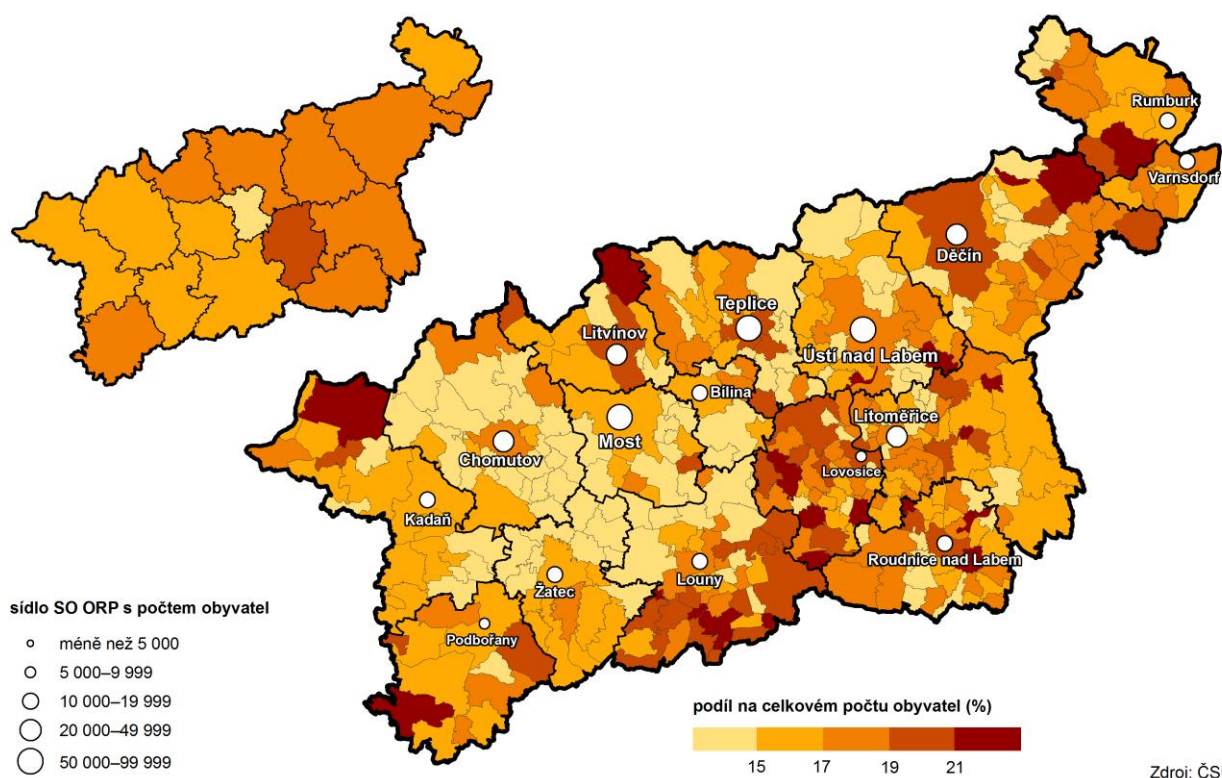 Rumburk
Varnsdorf
Děčín
Teplice
Litvínov
Ústí nad Labem
Bílina
Litoměřice
Most
Chomutov
Lovosice
Kadaň
Roudnice nad Labem
Louny
Žatec
Podbořany
sídlo SO ORP s počtem obyvatel
méně než 5 000
5 000–9 999
10 000–19 999
20 000–49 999
50 000–99 999
podíl na celkovém počtu obyvatel (%)
15 17 19 21
Zdroj: ČS